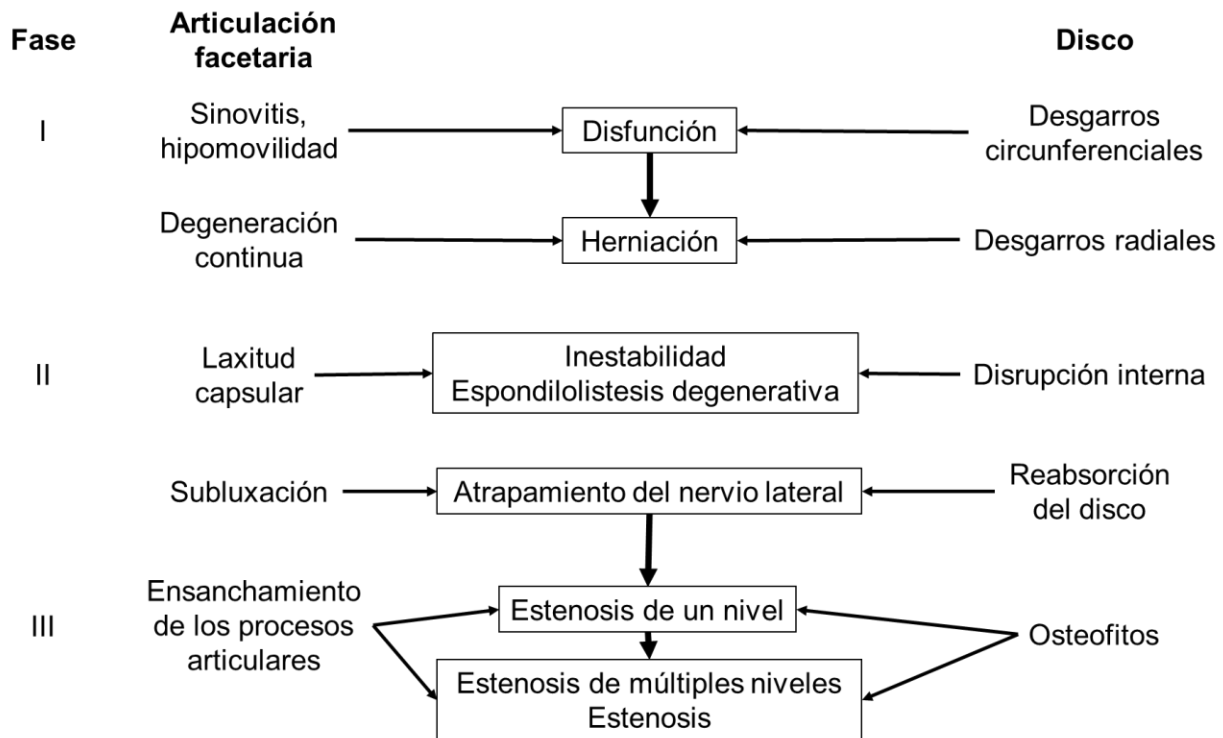 Fase
Articulación
facetaria
Disco
I
Sinovitis,
hipomovilidad
Disfunción
Desgarros
circunferenciales
Degeneración
continua
Herniación
Desgarros radiales
II
Laxitud
capsular
Inestabilidad
Espondilolistesis degenerativa
Disrupción interna
Subluxación
Atrapamiento del nervio lateral
Reabsorción
del disco
III
Ensanchamiento
de los procesos
articulares
Estenosis de un nivel
Estenosis de múltiples niveles
Estenosis
Osteofitos